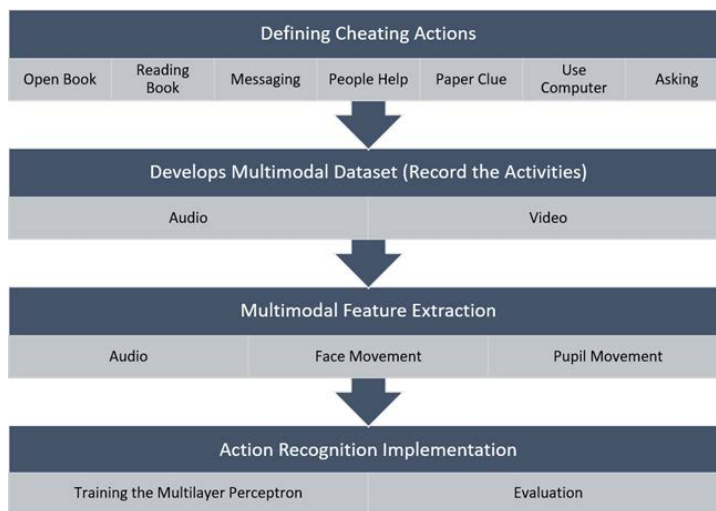 Defining Cheating Actions
Open Book
Reading
Book
Messaging
People Help
Paper Clue
Use
Computer
Asking
Develops Multimodal Dataset (Record the Activities)
Audio
Video
Multimodal Feature Extraction
Audio
Face Movement
Pupil Movement
Action Recognition Implementation
Training the Multilayer Perceptron
Evaluation